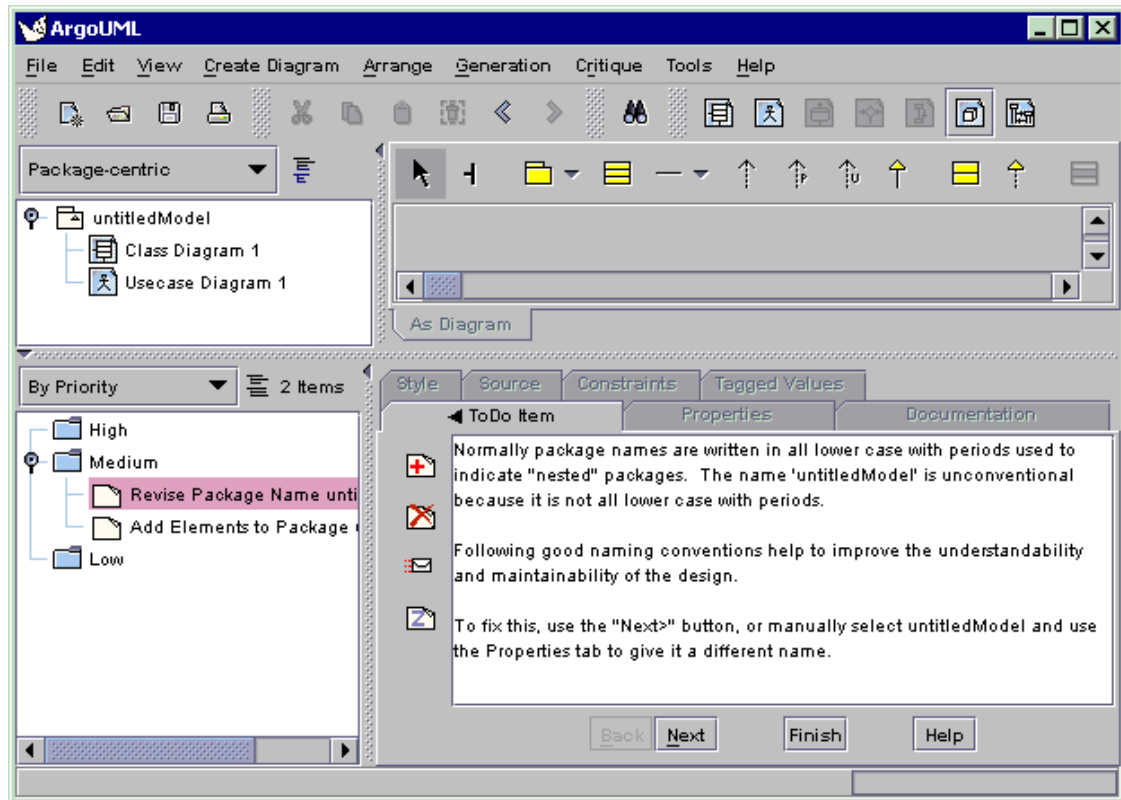 ArgoUML
File Edit View Create Diagram Arrange Generation Critique Tools Help
Package-centric
P U
untitledModel
Class Diagram 1
Usecase Diagram 1
As Diagram
By Priority
2 Items
High
Medium
Revise Package Name unti
Add Elements to Package
Low
Style Source Constraints Tagged Values
ToDo Item Properties Documentation
Normally package names are written in all lower case with periods used to
indicate "nested" packages. The name 'untitledModel' is unconventional
because it is not all lower case with periods.
Following good naming conventions help to improve the understandability
and maintainability of the design.
To fix this, use the "Next>" button, or manually select untitledModel and use
the Properties tab to give it a different name.
Back Next Finish Help